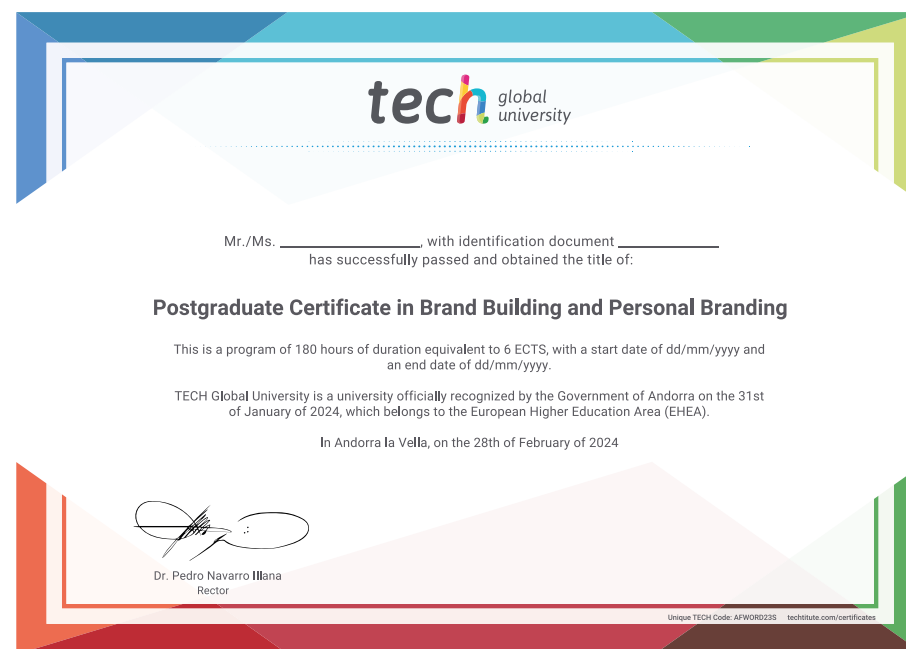 tech global
university
Mr./Ms. ____________, with identification document ____________
has successfully passed and obtained the title of:
Postgraduate Certificate in Brand Building and Personal Branding
This is a program of 180 hours of duration equivalent to 6 ECTS, with a start date of dd/mm/yyyy and
an end date of dd/mm/yyyy.
TECH Global University is a university officially recognized by the Government of Andorra on the 31st
of January of 2024, which belongs to the European Higher Education Area (EHEA).
In Andorra la Vella, on the 28th of February of 2024
Dr. Pedro Navarro Illana
Rector
Unique TECH Code: AFWORD23S techtitute.com/certificates